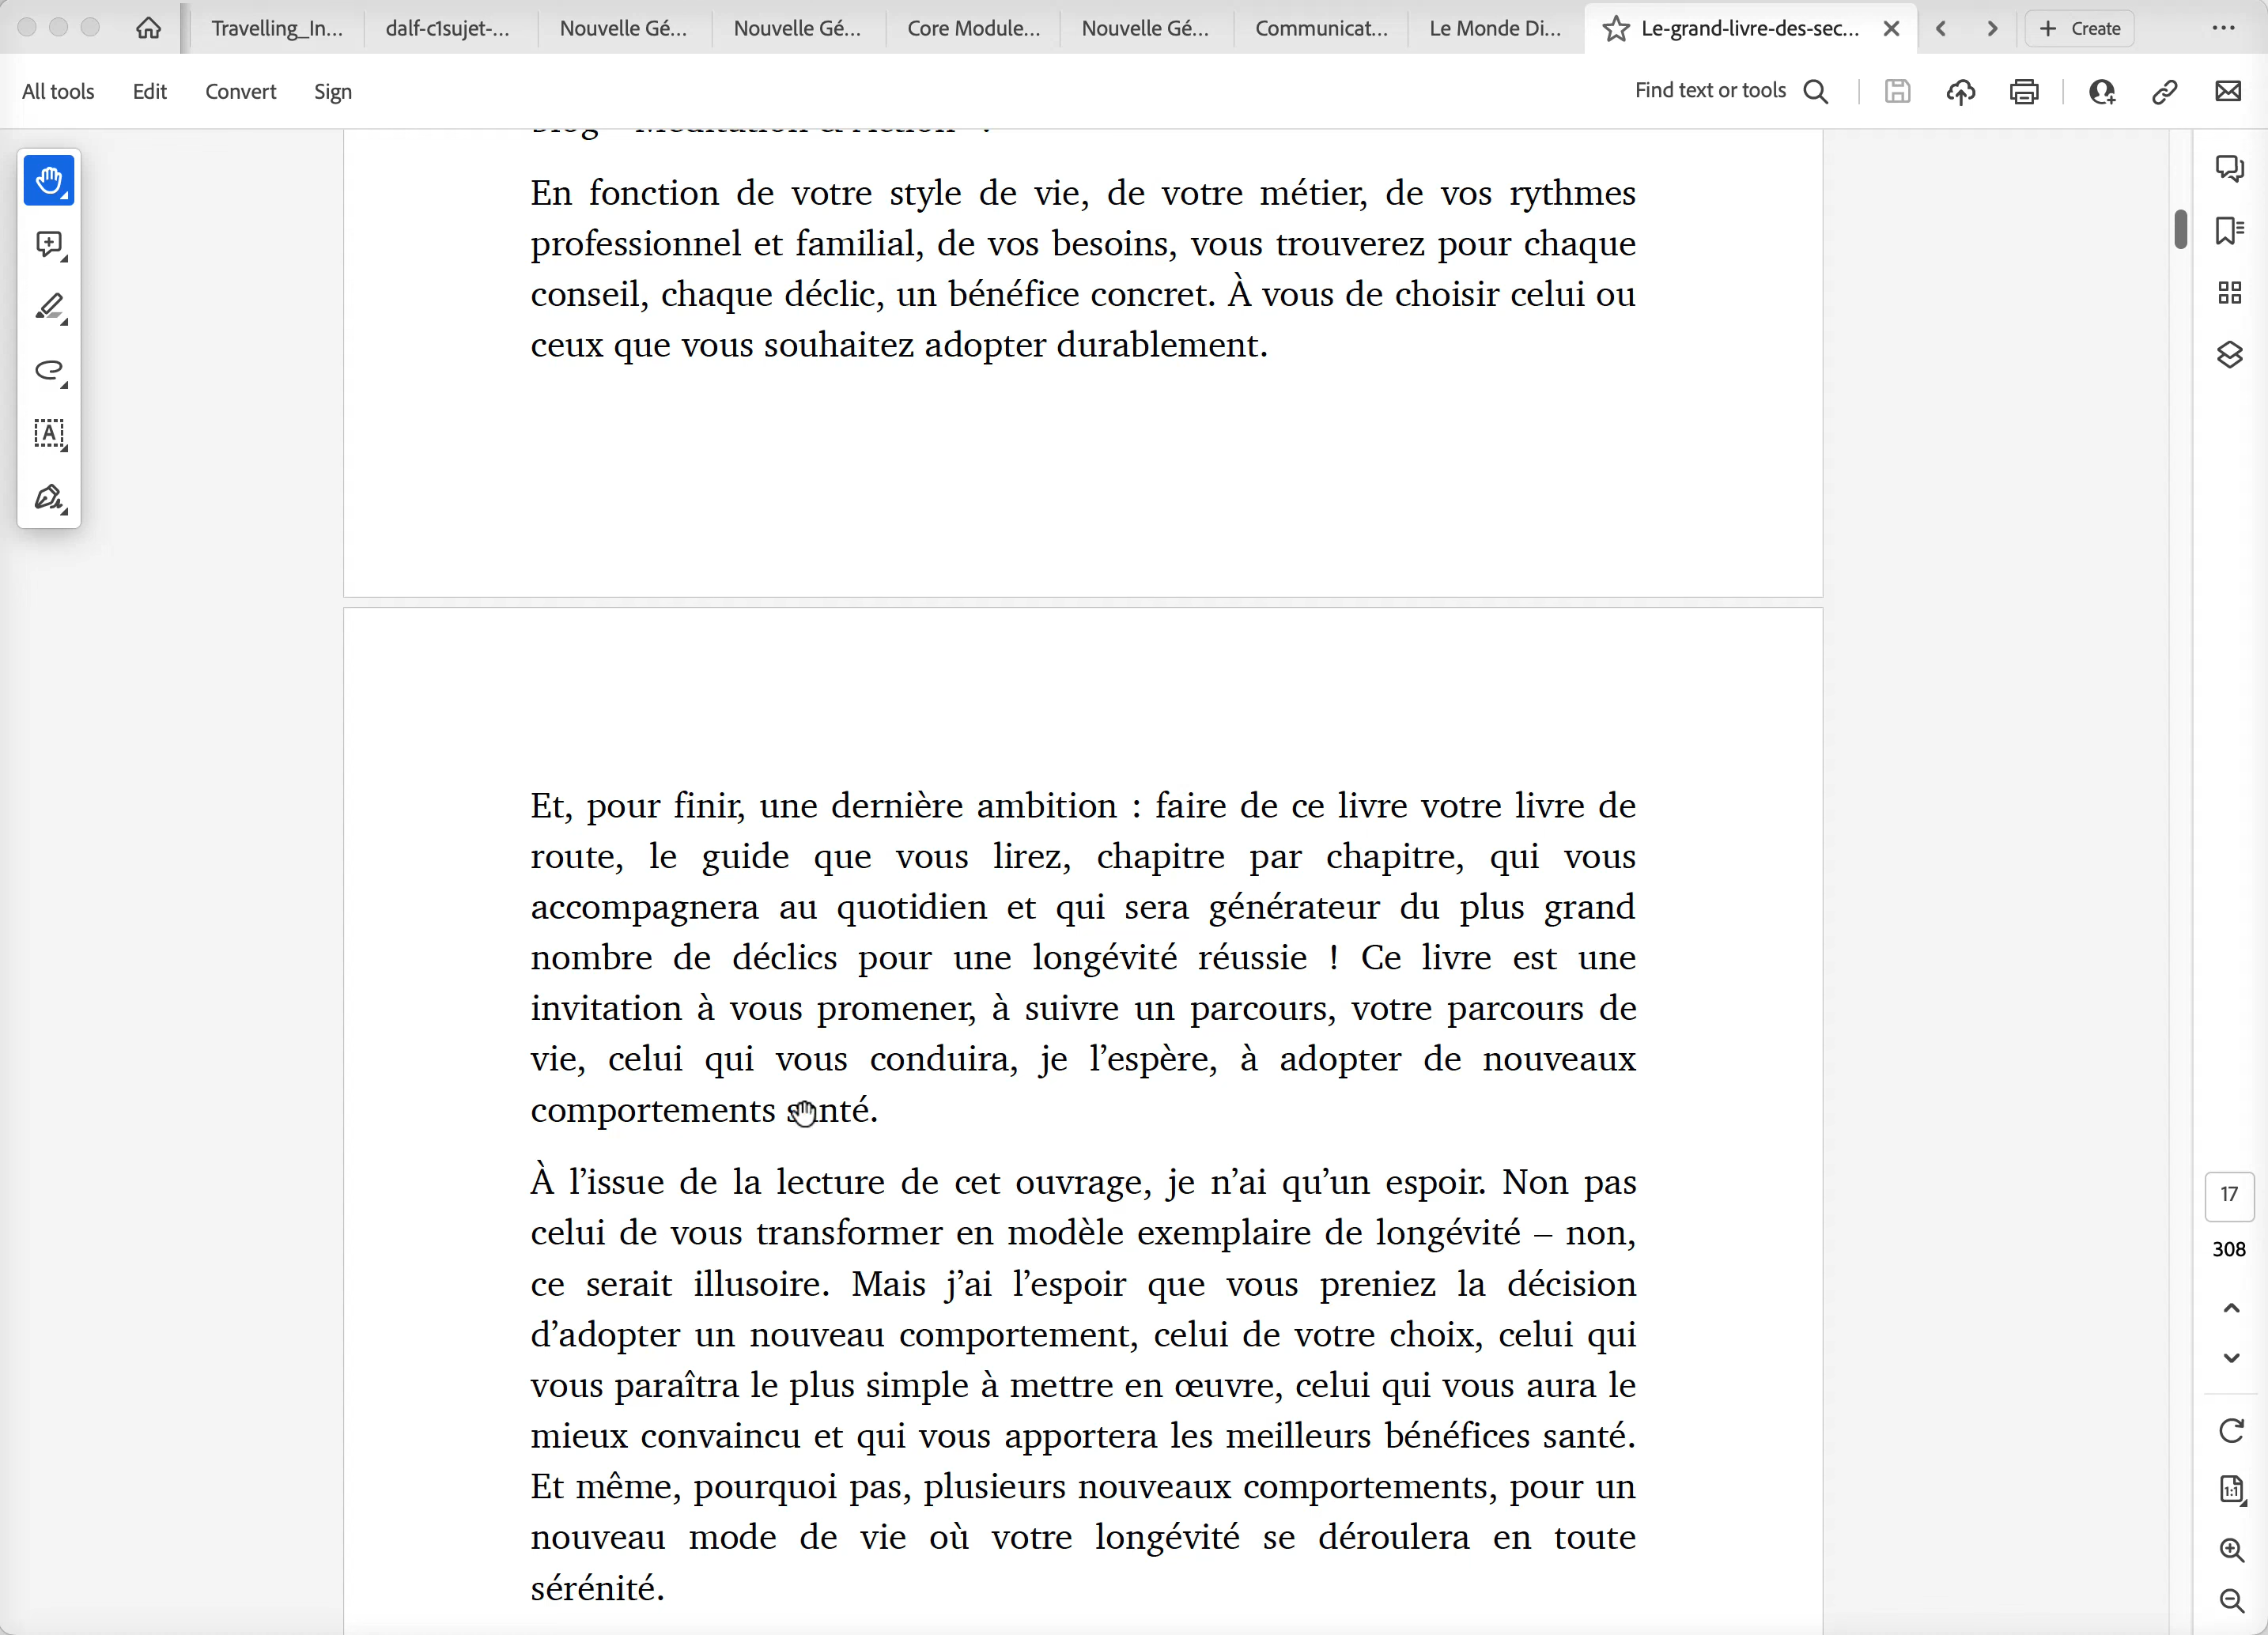 Travelling_In...
dalf-c1sujet-...
Nouvelle Gé...
Nouvelle Gé...
Core Module...
Nouvelle Gé...
Communicat...
Le Monde Di...
Le-grand-livre-des-sec...
Create
All tools
Edit
Convert
Sign
Find text or tools
En fonction de votre style de vie, de votre métier, de vos rythmes
professionnel et familial, de vos besoins, vous trouverez pour chaque
conseil, chaque déclic, un bénéfice concret. À vous de choisir celui ou
ceux que vous souhaitez adopter durablement.
Et, pour finir, une dernière ambition : faire de ce livre votre livre de
route, le guide que vous lirez, chapitre par chapitre, qui vous
accompagnera au quotidien et qui sera générateur du plus grand
nombre de déclics pour une longévité réussie ! Ce livre est une
invitation à vous promener, à suivre un parcours, votre parcours de
vie, celui qui vous conduira, je l’espère, à adopter de nouveaux
comportements santé.
À l’issue de la lecture de cet ouvrage, je n’ai qu’un espoir. Non pas
celui de vous transformer en modèle exemplaire de longévité – non,
ce serait illusoire. Mais j’ai l’espoir que vous preniez la décision
d’adopter un nouveau comportement, celui de votre choix, celui qui
vous paraîtra le plus simple à mettre en œuvre, celui qui vous aura le
mieux convaincu et qui vous apportera les meilleurs bénéfices santé.
Et même, pourquoi pas, plusieurs nouveaux comportements, pour un
nouveau mode de vie où votre longévité se déroulera en toute
sérénité.
17
308
1:1